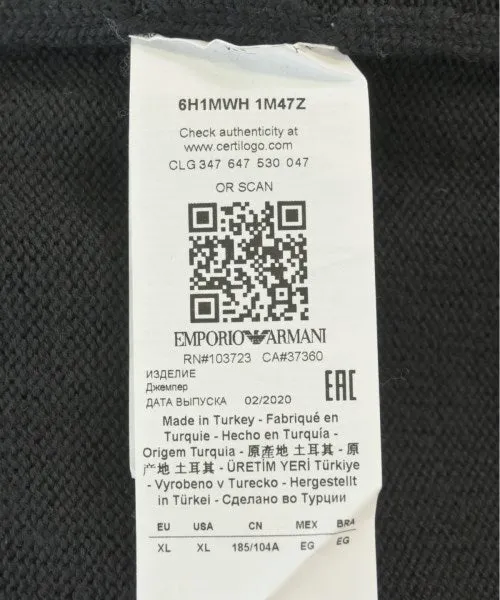 6H1MWH 1M47Z
Check authenticity at
www.certilogo.com
CLG 347 647 530 047
OR SCAN
EMPORIO ARMANI
RN#103723 CA#37360
ИЗДЕЛИЕ
Джемпер
ДАТА ВЫПУСКА 02/2020
EAC
Made in Turkey - Fabriqué en
Turquie - Hecho en Turquía -
Origem Turquia - 原產地 土耳其 - 原
产地 土耳其 - ÜRETİM YERİ Türkiye
- Vyrobeno v Turecko - Hergestellt
in Türkei - Сделано во Турции
EU USA CN MEX BRA
XL XL 185/104A EG EG